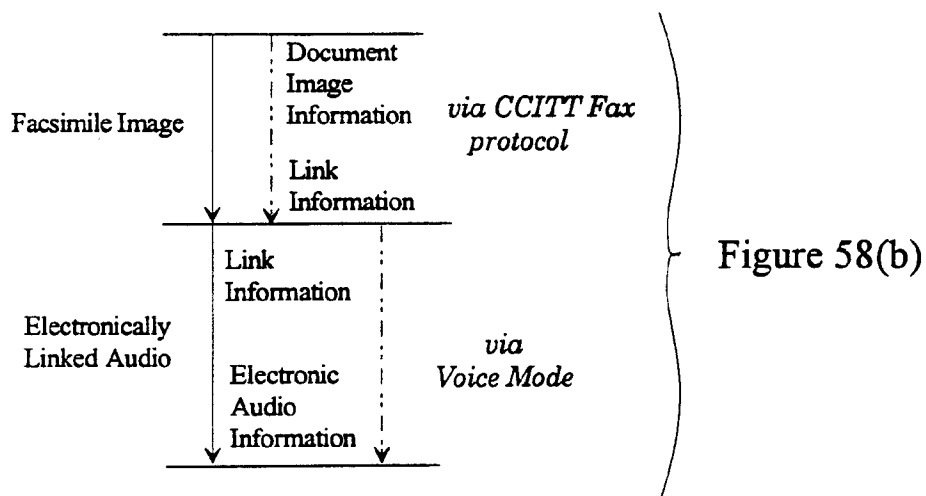 Document
Image
Information
Facsimile Image
via CCITT Fax
protocol
Link
Information
Link
Information
Figure 58(b)
Electronically
Linked Audio
via
Voice Mode
Electronic
Audio
Information